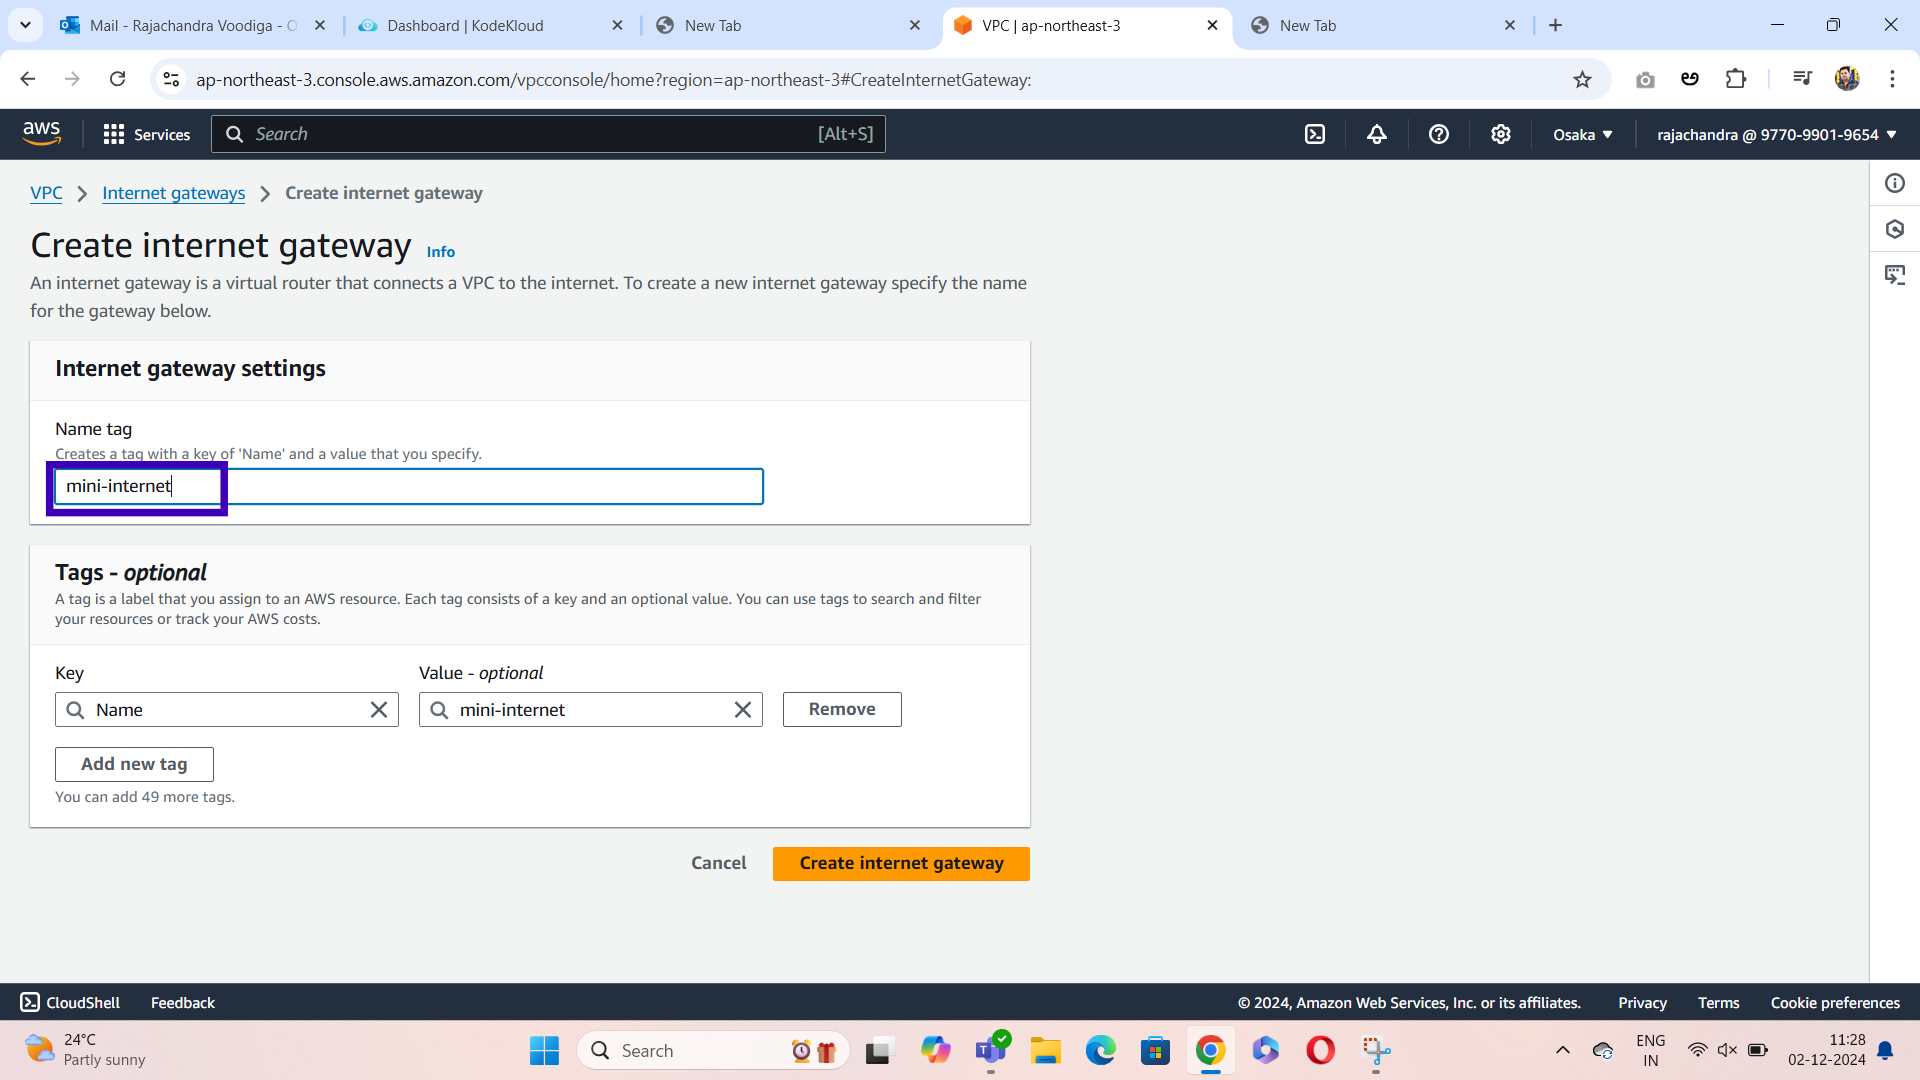 Mail - Rajachandra Voodiga - O
Dashboard | KodeKloud
New Tab
VPC | ap-northeast-3
New Tab
ap-northeast-3.console.aws.amazon.com/vpcconsole/home?region=ap-northeast-3#CreateInternetGateway:
aws
Services
Search
[Alt+S]
Osaka
rajachandra @ 9770-9901-9654
VPC
Internet gateways
Create internet gateway
Create internet gateway Info
An internet gateway is a virtual router that connects a VPC to the internet. To create a new internet gateway specify the name
for the gateway below.
Internet gateway settings
Name tag
Creates a tag with a key of 'Name' and a value that you specify.
mini-internet
Tags - optional
A tag is a label that you assign to an AWS resource. Each tag consists of a key and an optional value. You can use tags to search and filter
your resources or track your AWS costs.
Key
Value - optional
Name
mini-internet
Remove
Add new tag
You can add 49 more tags.
Cancel
Create internet gateway
CloudShell
Feedback
© 2024, Amazon Web Services, Inc. or its affiliates.
Privacy
Terms
Cookie preferences
24°C
Partly sunny
Search
ENG
IN
11:28
02-12-2024